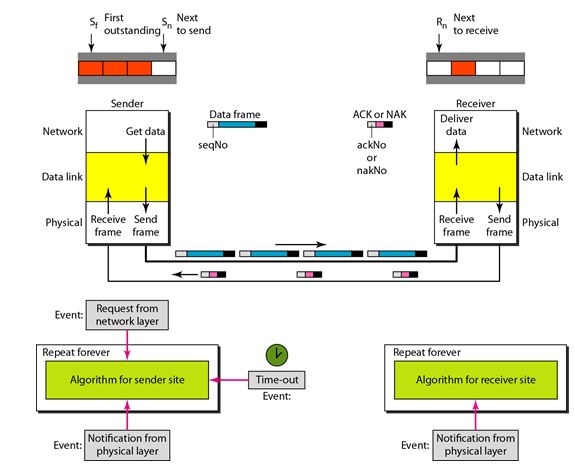 Sf First outstanding
Sn Next to send
Rn Next to receive
Sender
Receiver
Data frame
seqNo
ACK or NAK
ackNo
or
nakNo
Network
Get data
Deliver
data
Network
Data link
Data link
Physical
Receive
frame
Send
frame
Receive
frame
Send
frame
Physical
Event:
Request from
network layer
Repeat forever
Algorithm for sender site
Time-out
Event:
Event:
Notification from
physical layer
Repeat forever
Algorithm for receiver site
Event:
Notification from
physical layer